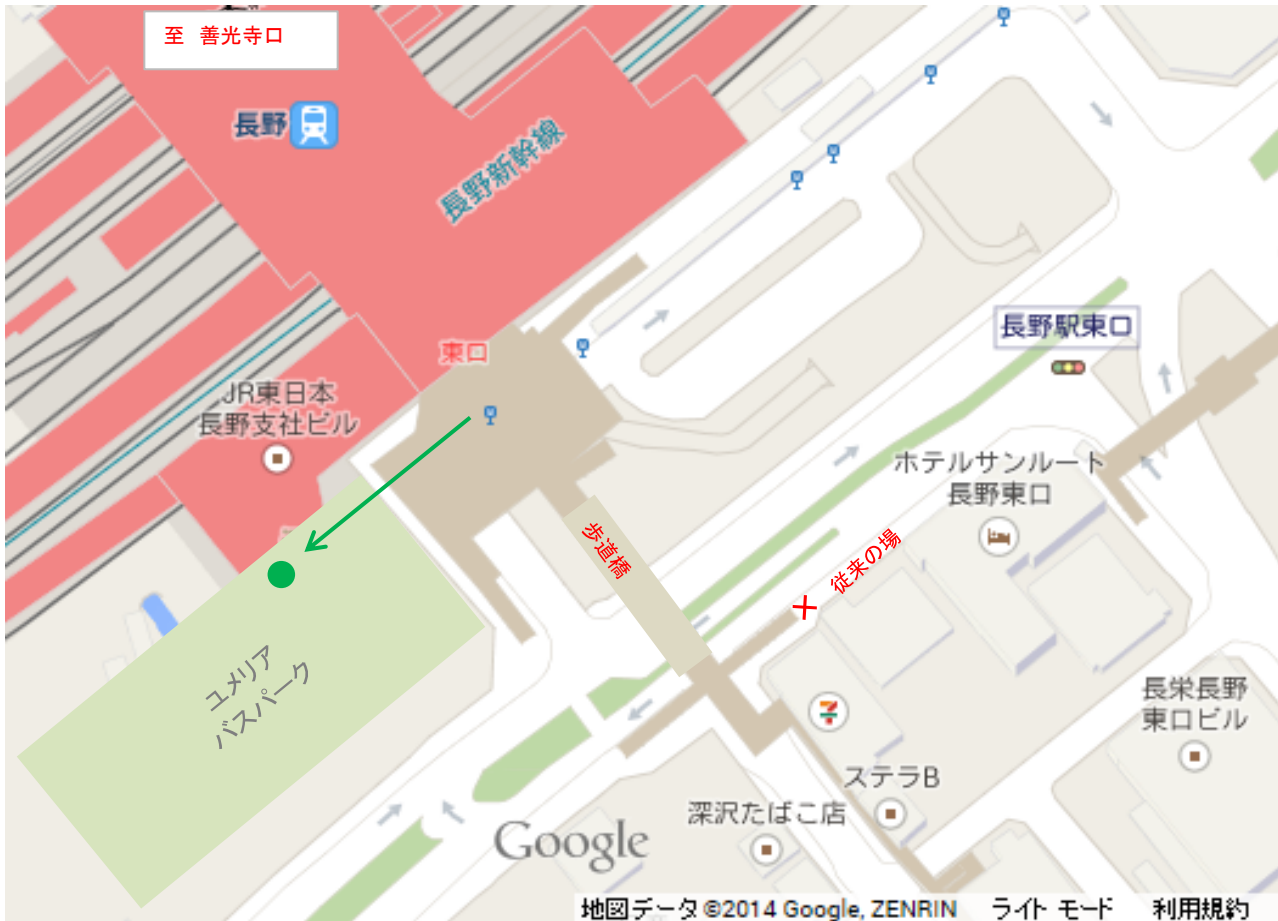 至 善光寺口
長野
長野新幹線
東口
JR東日本
長野支社ビル
長野駅東口
ホテルサンルート
長野東口
歩道橋
従来の場
ユメリア
バスパーク
長栄長野
東口ビル
ステラB
深沢たばこ店
Google
地図データ ©2014 Google, ZENRIN ライト モード 利用規約